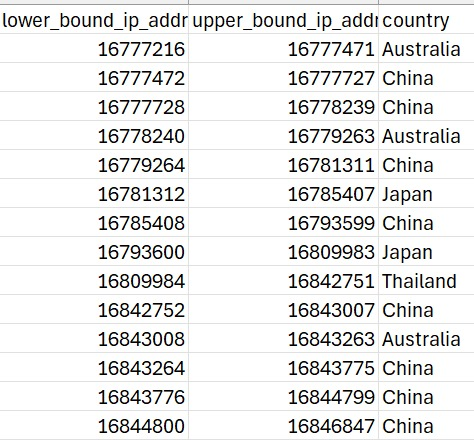 lower_bound_ip_addr upper_bound_ip_addr country
16777216 16777471 Australia
16777472 16777727 China
16777728 16778239 China
16778240 16779263 Australia
16779264 16781311 China
16781312 16785407 Japan
16785408 16793599 China
16793600 16809983 Japan
16809984 16842751 Thailand
16842752 16843007 China
16843008 16843263 Australia
16843264 16843775 China
16843776 16844799 China
16844800 16846847 China